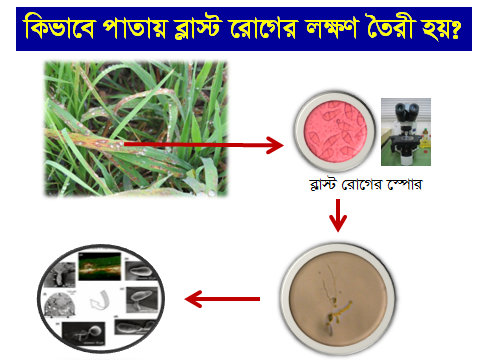 কিভাবে পাতায় ব্লাস্ট রোগের লক্ষণ তৈরী হয়?
ব্লাস্ট রোগের স্পোর